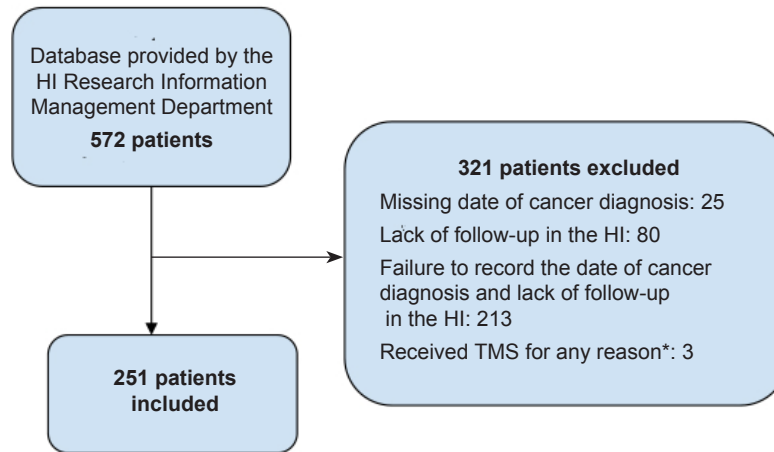 Database provided by the
HI Research Information
Management Department
572 patients
321 patients excluded
Missing date of cancer diagnosis: 25
Lack of follow-up in the HI: 80
Failure to record the date of cancer
diagnosis and lack of follow-up
in the HI: 213
Received TMS for any reason*: 3
251 patients
included